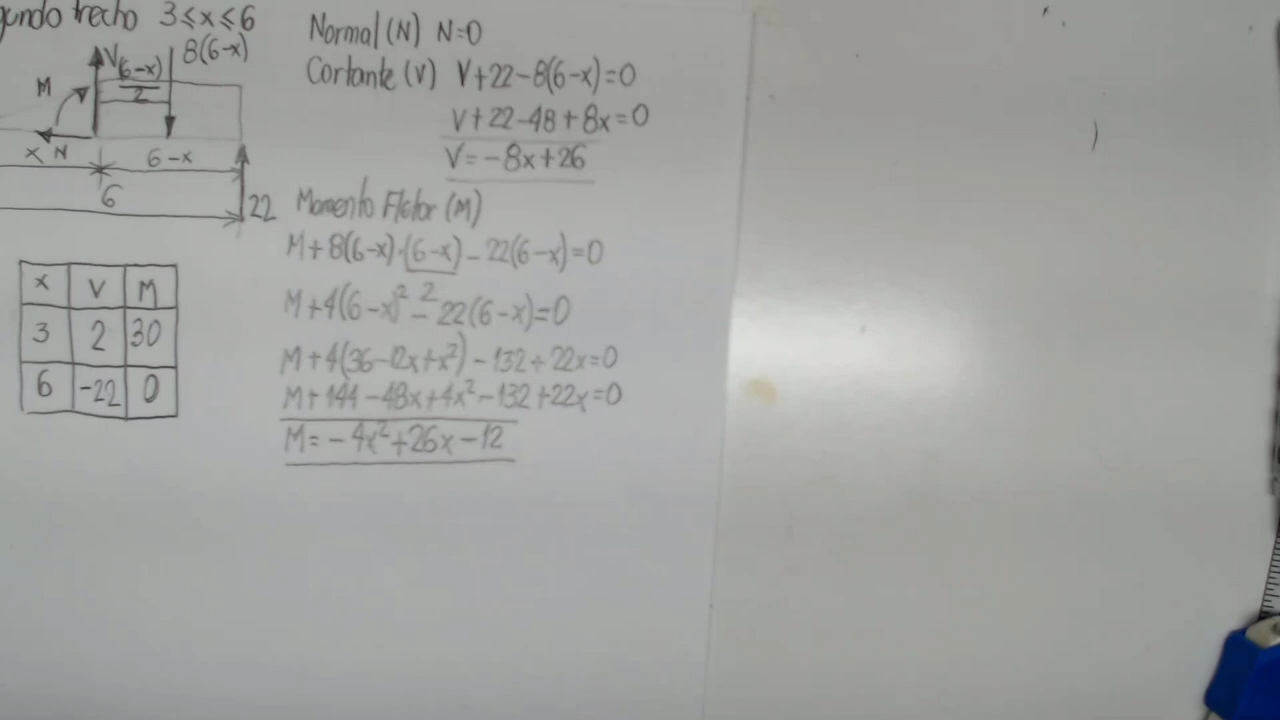 gundo trecho 3≤x≤6
V
(6-x)
2
8(6-x)
M
x N
6-x
6
22
x V M
3 2 30
6 -22 0
Normal (N) N=0
Cortante (V) V+22-8(6-x)=0
V+22-48+8x=0
V=-8x+26
Momento Fletor (M)
M+8(6-x)·(6-x)/2-22(6-x)=0
M+4(6-x)²-22(6-x)=0
M+4(36-12x+x²)-132+22x=0
M+144-48x+4x²-132+22x=0
M=-4x²+26x-12